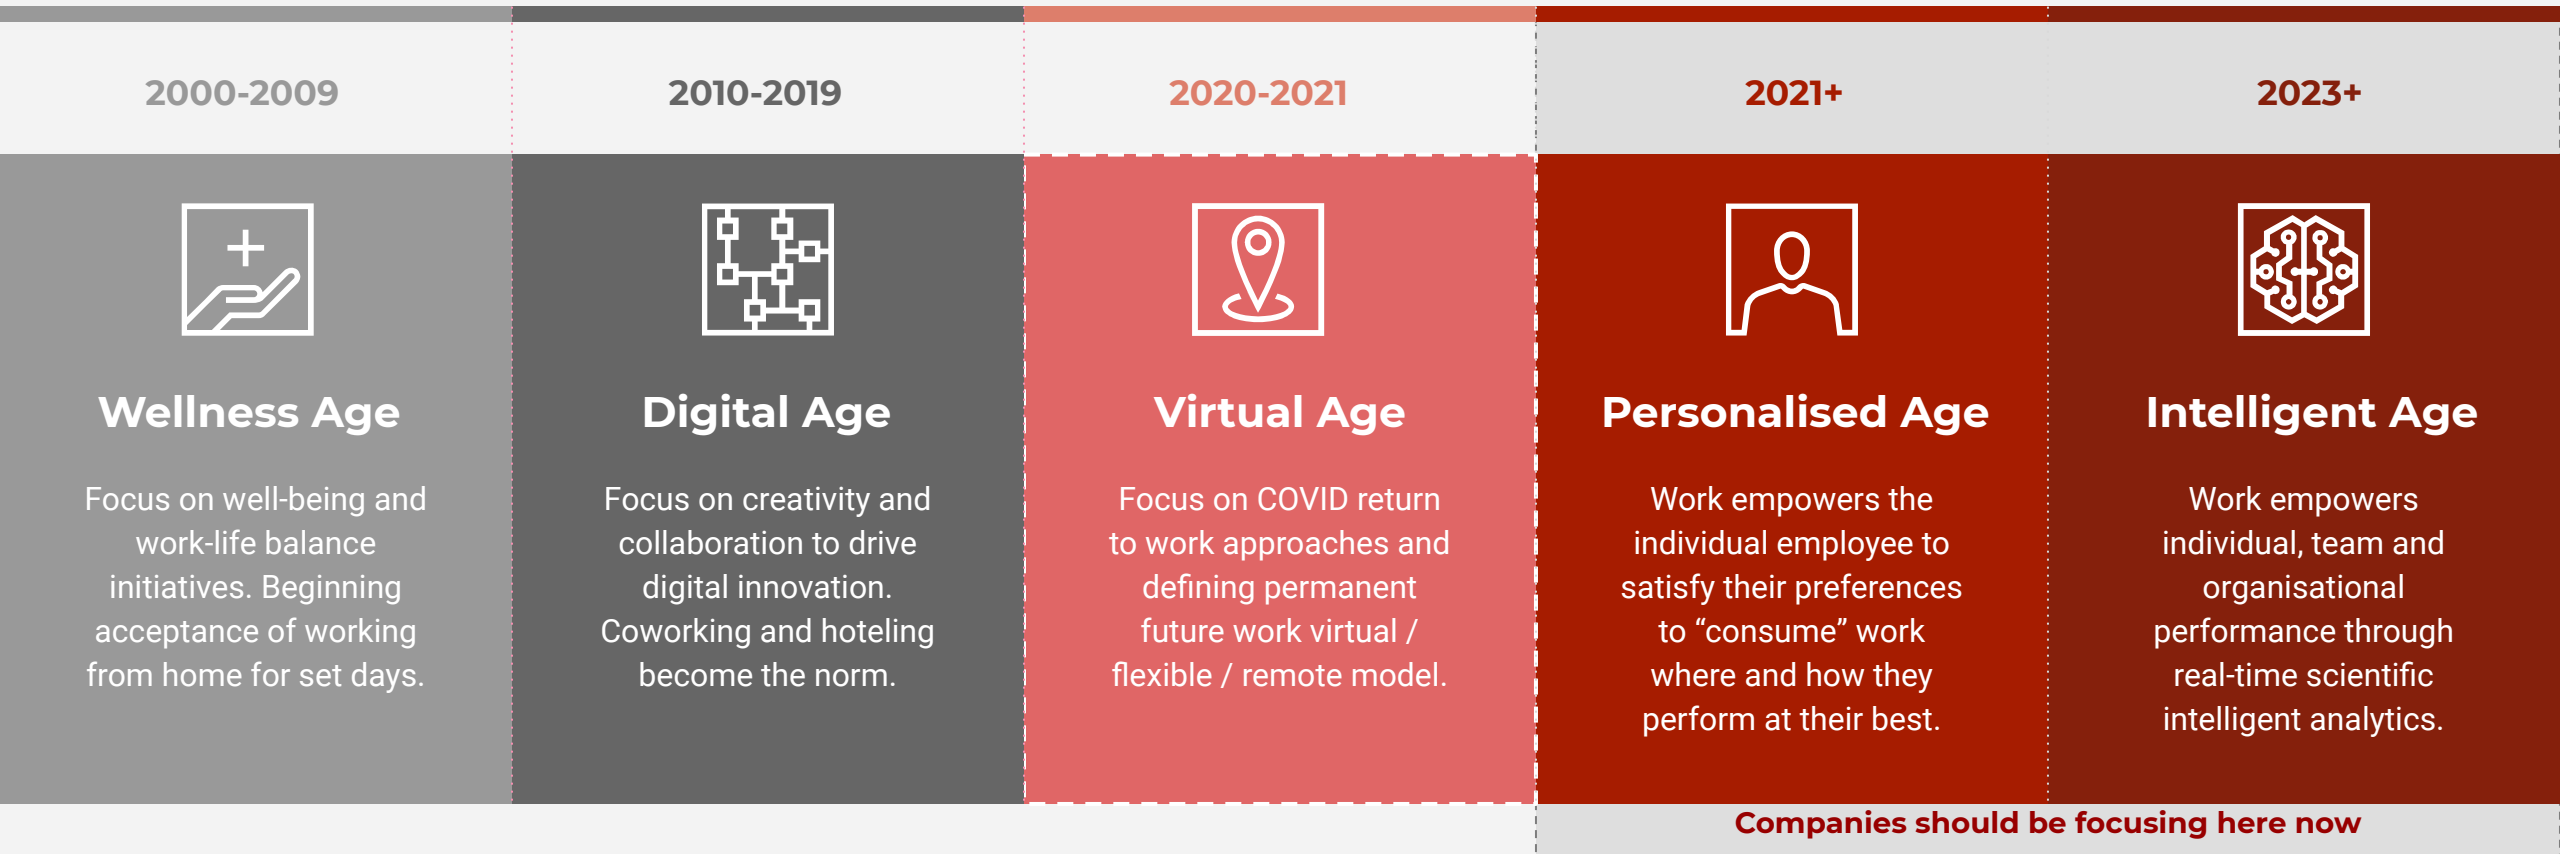 2000-2009
2010-2019
2020-2021
2021+
2023+
Wellness Age
Focus on well-being and
work-life balance
initiatives. Beginning
acceptance of working
from home for set days.
Digital Age
Focus on creativity and
collaboration to drive
digital innovation.
Coworking and hoteling
become the norm.
Virtual Age
Focus on COVID return
to work approaches and
defining permanent
future work virtual /
flexible / remote model.
Personalised Age
Work empowers the
individual employee to
satisfy their preferences
to “consume” work
where and how they
perform at their best.
Intelligent Age
Work empowers
individual, team and
organisational
performance through
real-time scientific
intelligent analytics.
Companies should be focusing here now